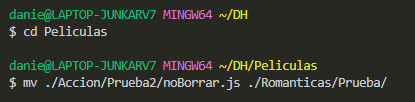 danie@LAPTOP-JUNKARV7 MINGW64 ~/DH
$ cd Peliculas
danie@LAPTOP-JUNKARV7 MINGW64 ~/DH/Peliculas
$ mv ./Accion/Prueba2/noBorrar.js ./Romanticas/Prueba/